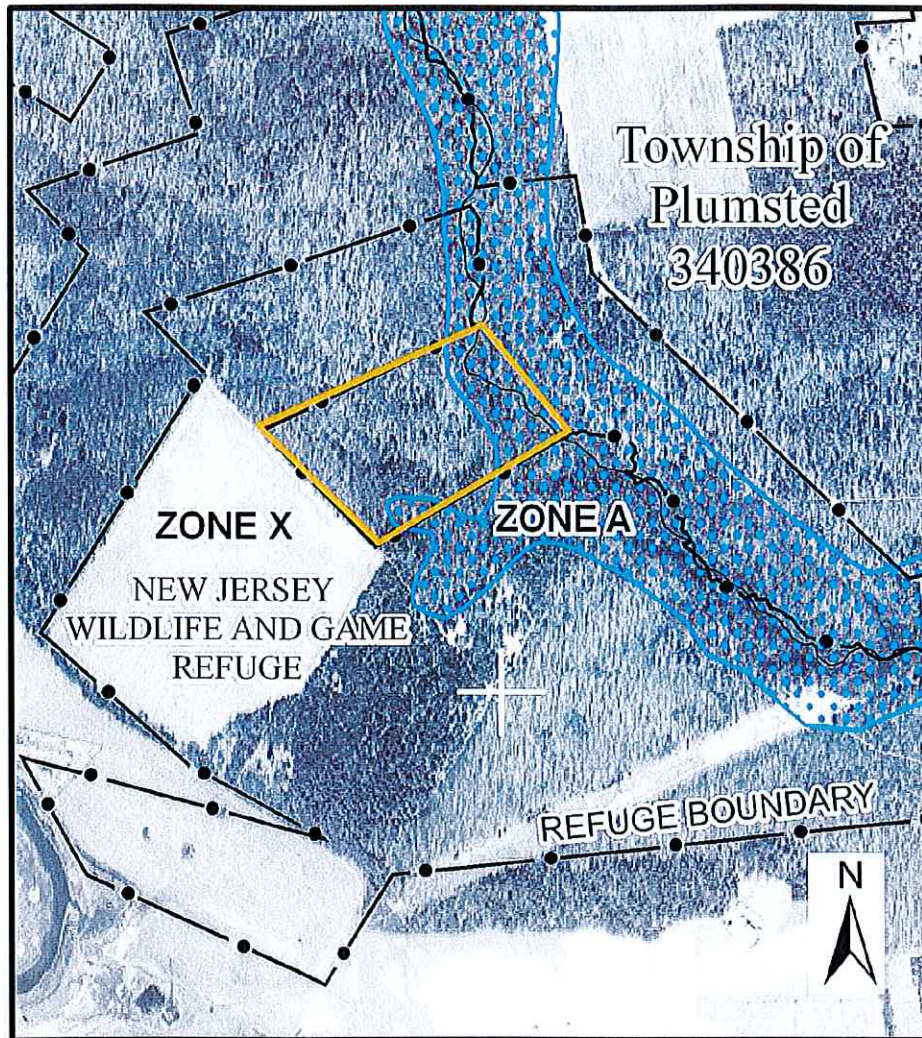 Township of
Plumsted
340386
ZONE X
ZONE A
NEW JERSEY
WILDLIFE AND GAME
REFUGE
REFUGE BOUNDARY
N